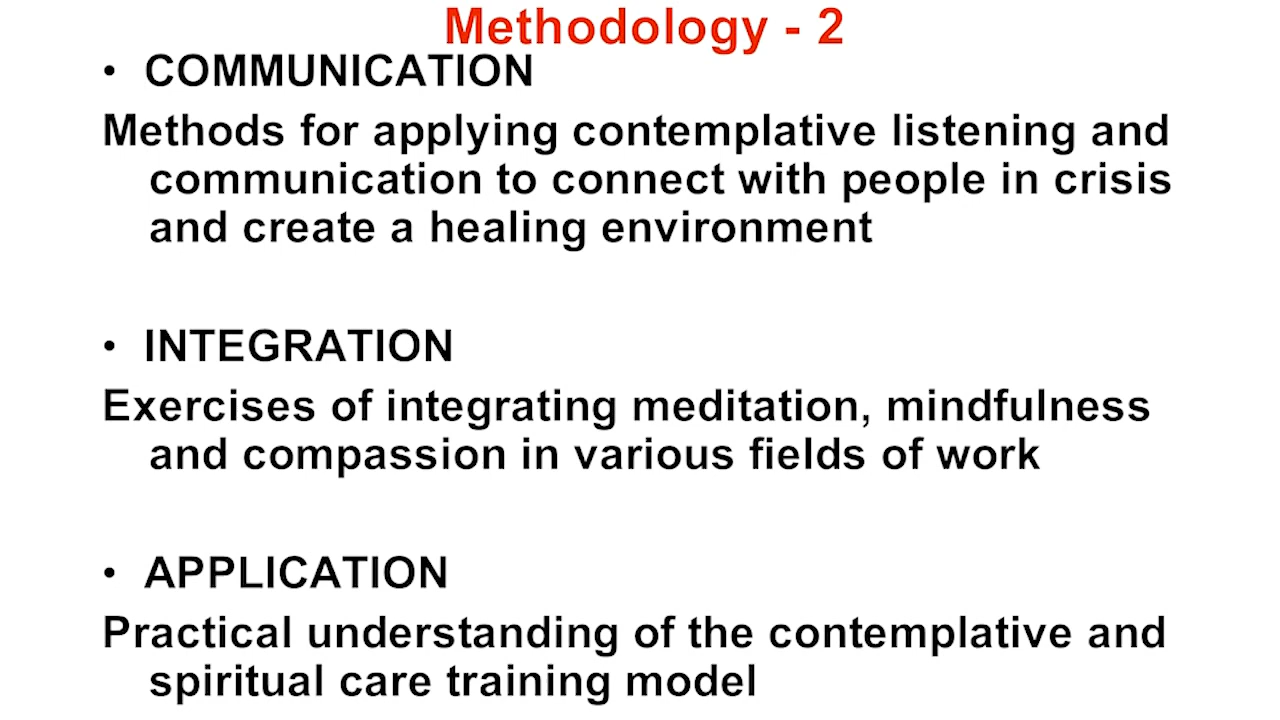 Methodology - 2
• COMMUNICATION
Methods for applying contemplative listening and
communication to connect with people in crisis
and create a healing environment
• INTEGRATION
Exercises of integrating meditation, mindfulness
and compassion in various fields of work
• APPLICATION
Practical understanding of the contemplative and
spiritual care training model